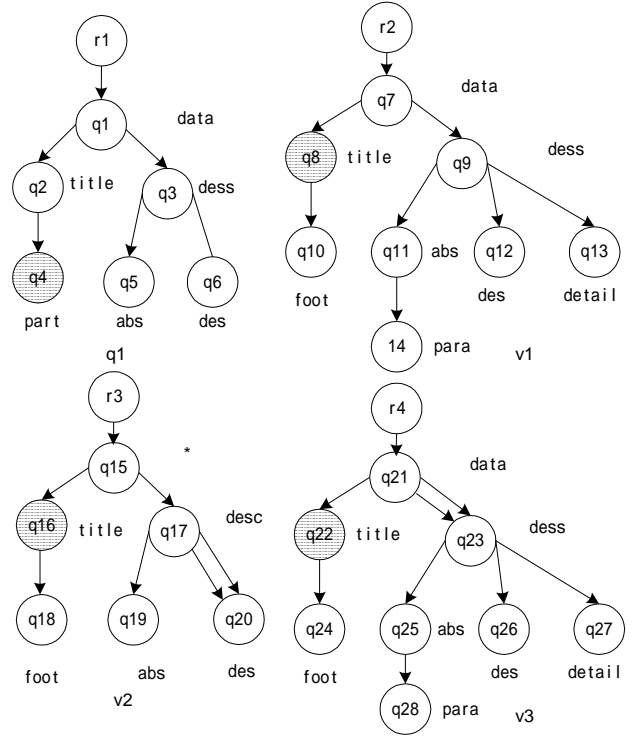 r1
q1
data
q2
title
q3
dess
q4
q5
q6
part
abs
des
q1
r2
q7
data
q8
title
q9
dess
q10
q11
abs
q12
q13
foot
des
detail
14
para
v1
r3
q15
*
q16
title
q17
desc
q18
q19
q20
foot
abs
des
v2
r4
q21
data
q22
title
q23
dess
q24
q25
abs
q26
q27
foot
des
detail
q28
para
v3